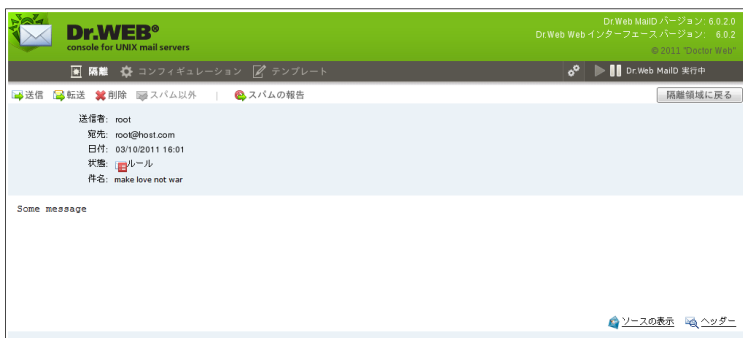 Dr.WEB®
console for UNIX mail servers
Dr.Web MailD バージョン: 6.0.2.0
Dr.Web Web インターフェース バージョン: 6.0.2
© 2011 "Doctor Web"
隔離 コンフィギュレーション テンプレート
Dr.Web MailD 実行中
送信 転送 削除 スパム以外 | スパムの報告
隔離領域に戻る
送信者: root
宛先: root@host.com
日付: 03/10/2011 16:01
状態: ルール
件名: make love not war
Some message
ソースの表示 ヘッダー